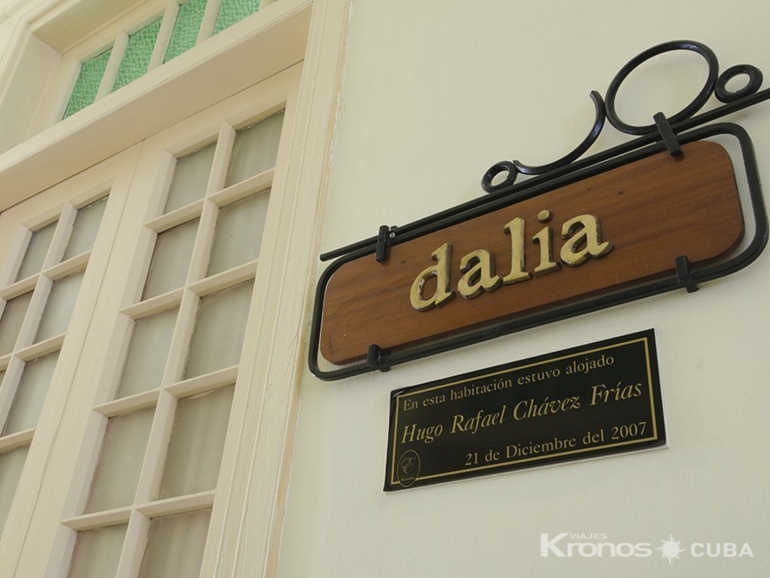 dalia
En esta habitación estuvo alojado
Hugo Rafael Chávez Frías
21 de Diciembre del 2007
VIAJES
Kronos CUBA